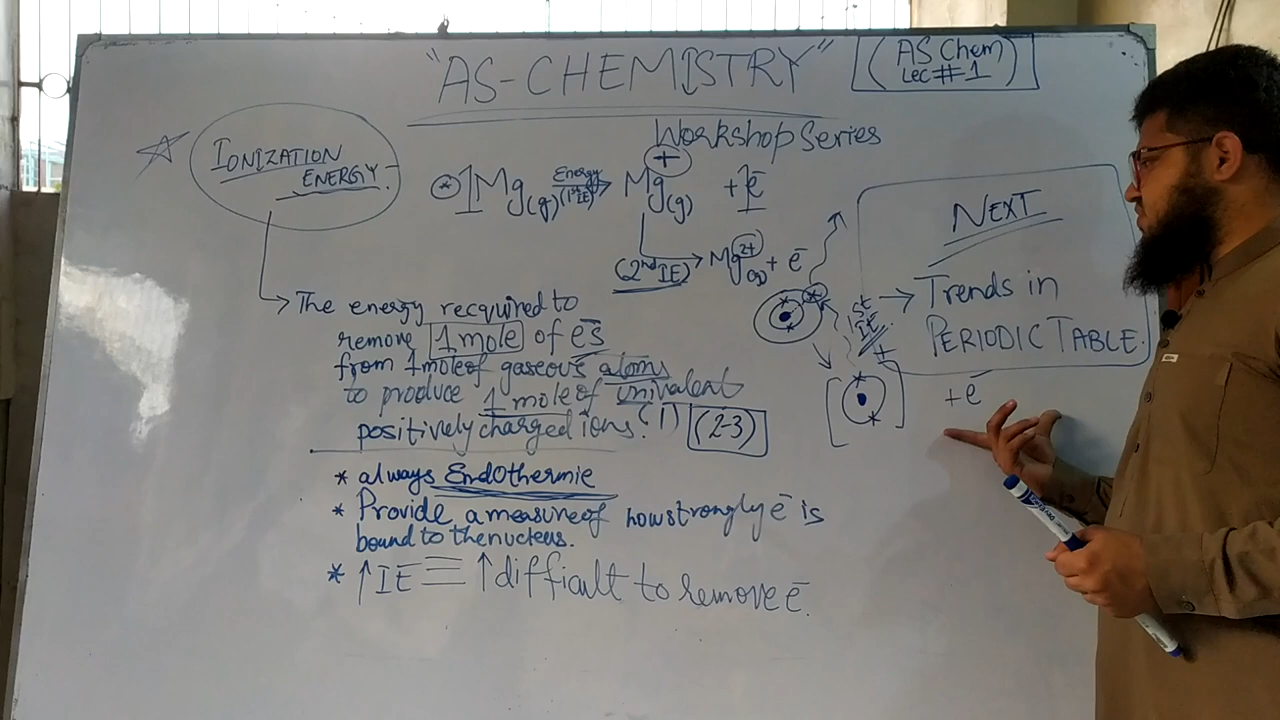 "AS-CHEMISTRY"
(AS Chem
LEC #1)
Workshop Series
IONIZATION
ENERGY.
* 1Mg(g) Energy (1st IE) → Mg+(g) + 1e-
(2nd IE) → Mg2+(g) + e-
The energy recquired to
remove 1 mole of e-s
from 1 mole of gaseous atoms
to produce 1 mole of univalent
positively charged ions. (1) (2-3)
* always EndOthermic
* Provide a measure of how strongly e- is
bound to the nucleus.
* ↑ IE ≡ ↑ difficult to remove e-.
1st
IE
[ ]+ + e-
NEXT
→ Trends in
PERIODIC TABLE.